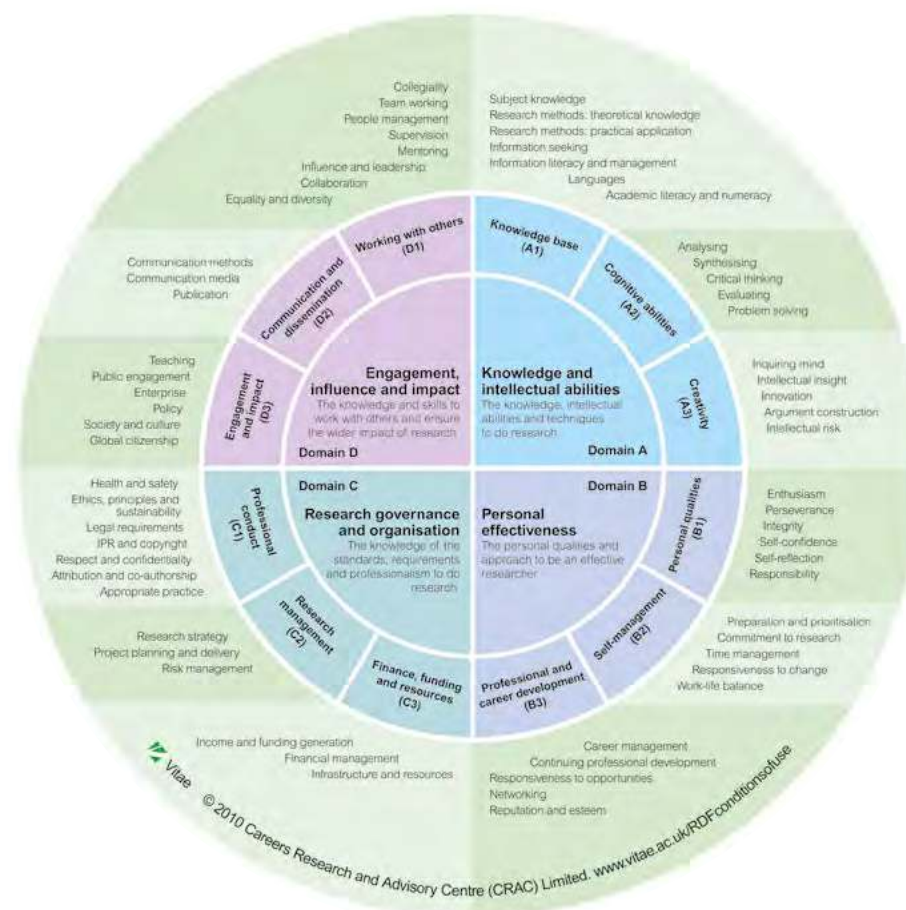 Collegiality
Team working
People management
Supervision
Mentoring
Influence and leadership
Collaboration
Equality and diversity
Subject knowledge
Research methods: theoretical knowledge
Research methods: practical application
Information seeking
Information literacy and management
Languages
Academic literacy and numeracy
Working with others
(D1)
Knowledge base
(A1)
Communication methods
Communication media
Publication
Communication and
dissemination
(D2)
Cognitive abilities
(A2)
Analysing
Synthesising
Critical thinking
Evaluating
Problem solving
Teaching
Public engagement
Enterprise
Policy
Society and culture
Global citizenship
Engagement
and impact
(D3)
Engagement,
influence and impact
The knowledge and skills to
work with others and ensure
the wider impact of research
Domain D
Knowledge and
intellectual abilities
The knowledge, intellectual
abilities and techniques
to do research
Domain A
Creativity
(A3)
Inquiring mind
Intellectual insight
Innovation
Argument construction
Intellectual risk
Health and safety
Ethics, principles and
sustainability
Legal requirements
IPR and copyright
Respect and confidentiality
Attribution and co-authorship
Appropriate practice
Professional
conduct
(C1)
Domain C
Research governance
and organisation
The knowledge of the
standards, requirements
and professionalism to do
research
Domain B
Personal
effectiveness
The personal qualities and
approach to be an effective
researcher
Personal qualities
(B1)
Enthusiasm
Perseverance
Integrity
Self-confidence
Self-reflection
Responsibility
Research strategy
Project planning and delivery
Risk management
Research
management
(C2)
Self-management
(B2)
Preparation and prioritisation
Commitment to research
Time management
Responsiveness to change
Work-life balance
Finance, funding
and resources
(C3)
Professional and
career development
(B3)
Income and funding generation
Financial management
Infrastructure and resources
Career management
Continuing professional development
Responsiveness to opportunities
Networking
Reputation and esteem
Vitae © 2010 Careers Research and Advisory Centre (CRAC) Limited. www.vitae.ac.uk/RDFconditionsofuse